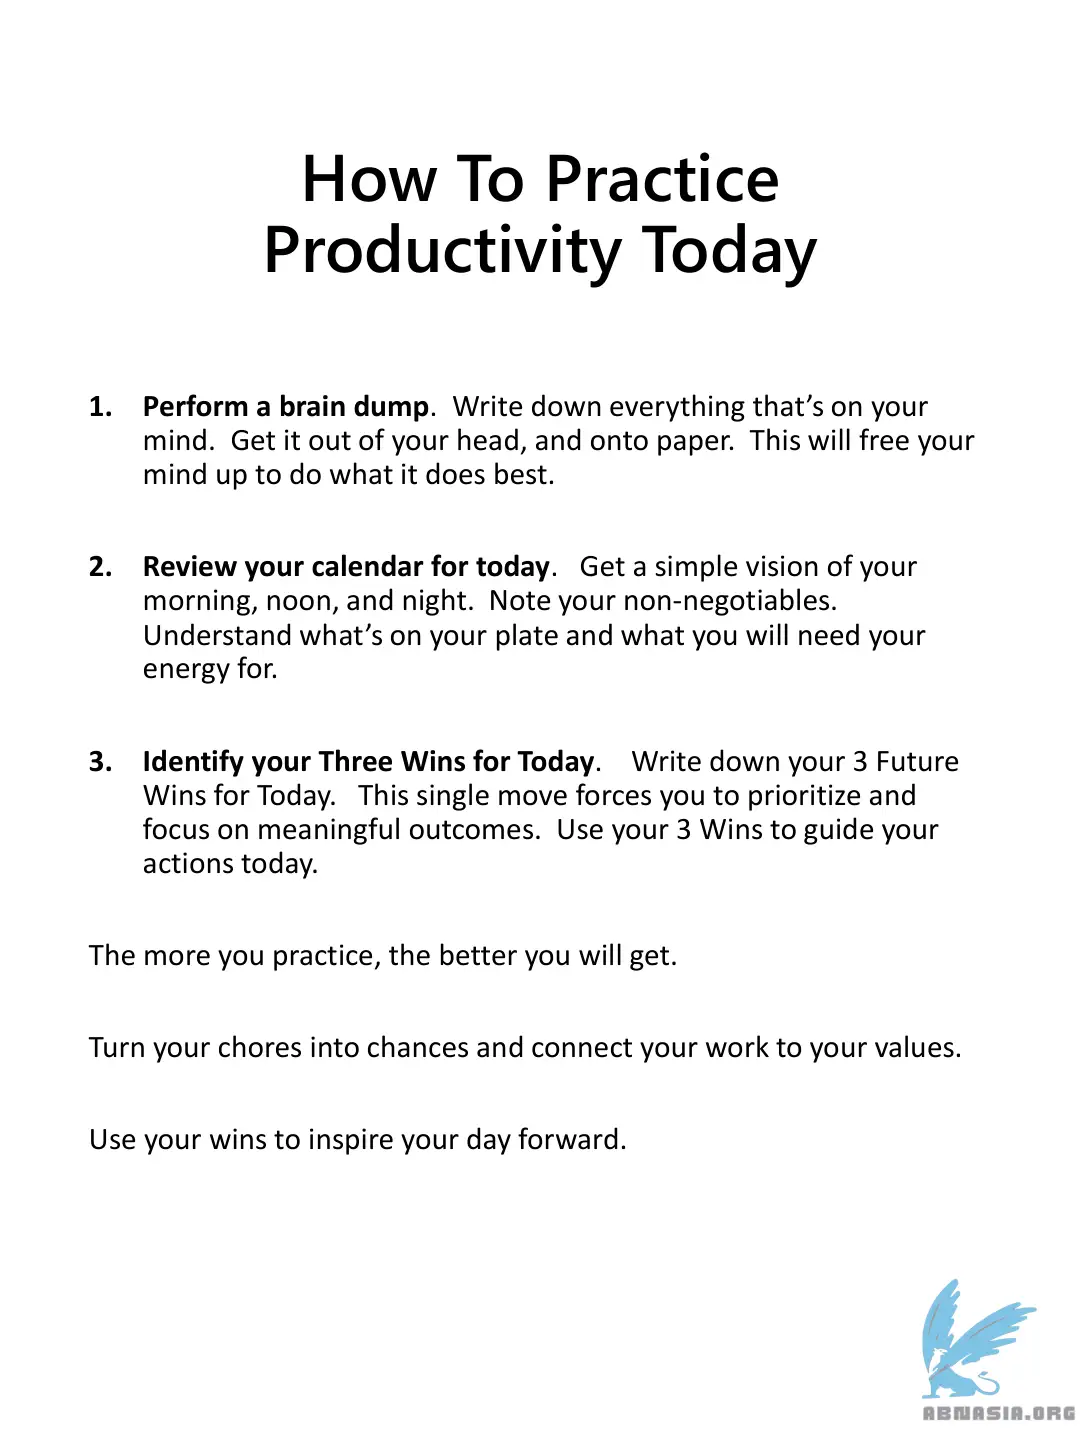 How To Practice
Productivity Today
1. Perform a brain dump. Write down everything that’s on your
mind. Get it out of your head, and onto paper. This will free your
mind up to do what it does best.
2. Review your calendar for today. Get a simple vision of your
morning, noon, and night. Note your non-negotiables.
Understand what’s on your plate and what you will need your
energy for.
3. Identify your Three Wins for Today. Write down your 3 Future
Wins for Today. This single move forces you to prioritize and
focus on meaningful outcomes. Use your 3 Wins to guide your
actions today.
The more you practice, the better you will get.
Turn your chores into chances and connect your work to your values.
Use your wins to inspire your day forward.
ABNASIA.ORG